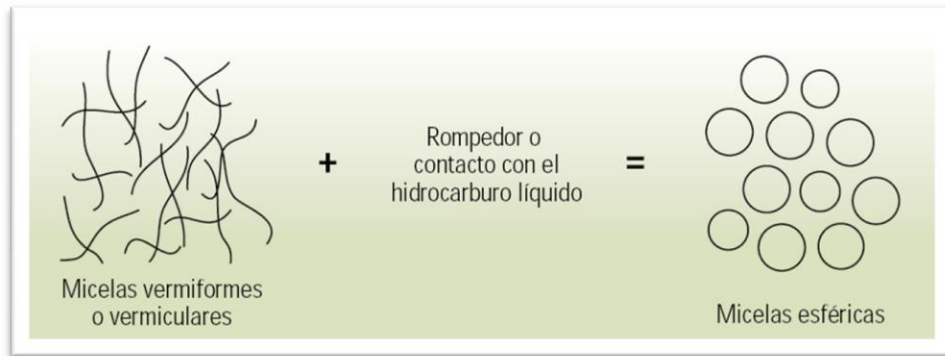 +
Rompedor o
contacto con el
hidrocarburo líquido
=
Micelas vermiformes
o vermiculares
Micelas esféricas